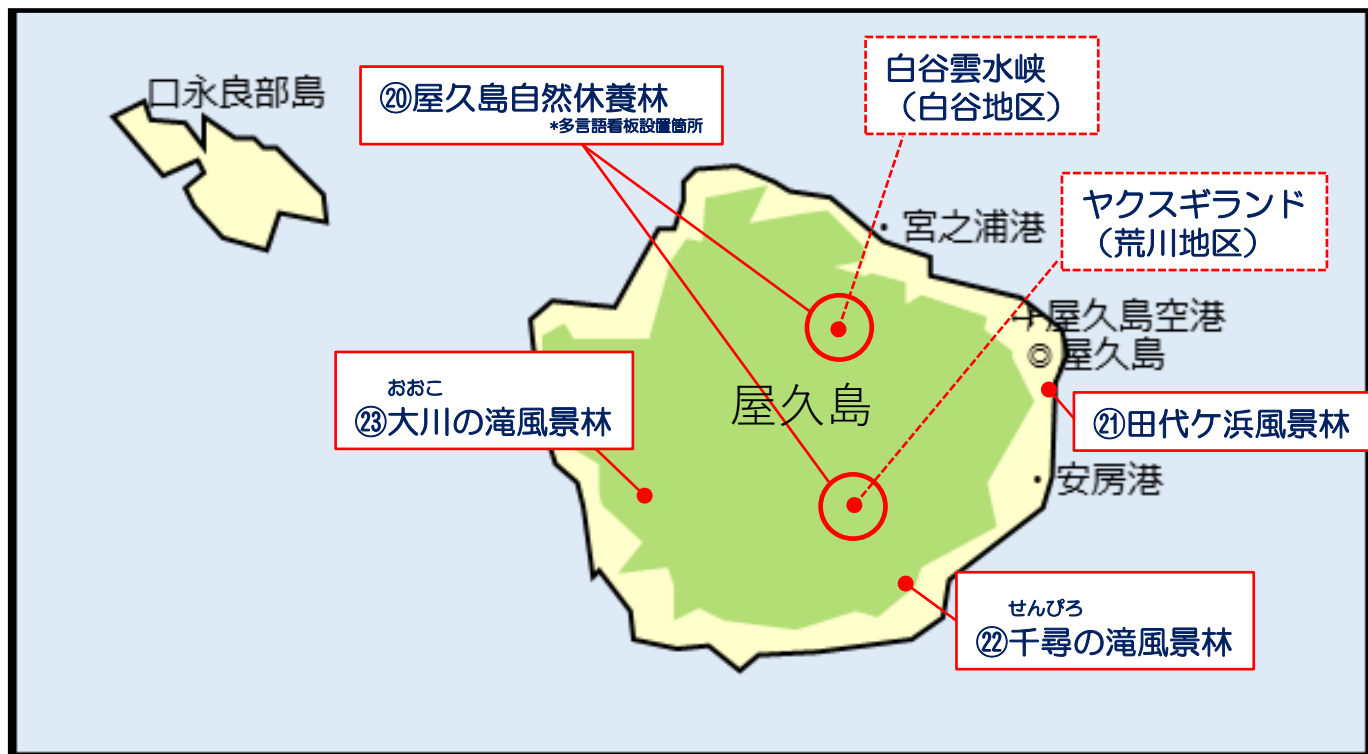 口永良部島
⑳屋久島自然休養林
*多言語看板設置箇所
白谷雲水峡
（白谷地区）
ヤクスギランド
（荒川地区）
宮之浦港
屋久島空港
◎屋久島
おおこ
㉓大川の滝風景林
屋久島
㉑田代ケ浜風景林
安房港
せんぴろ
㉒千尋の滝風景林